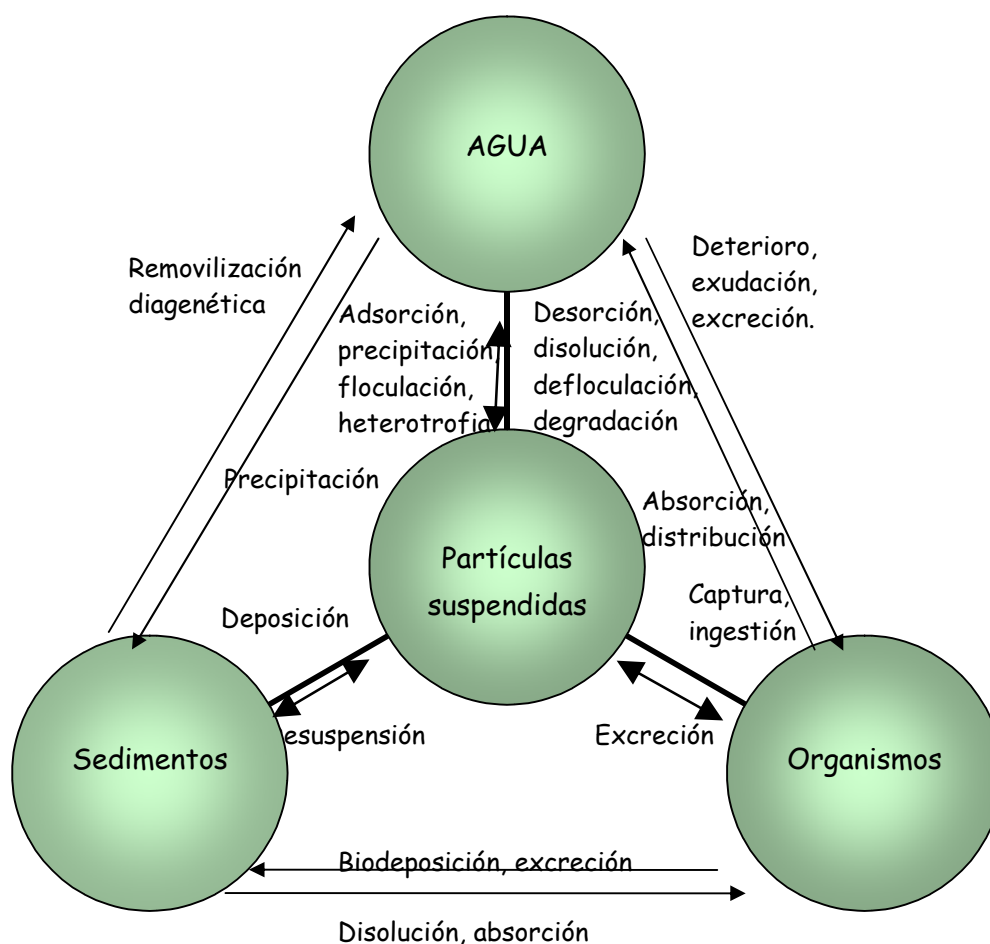 AGUA
Removilización
diagenética
Deterioro,
exudación,
excreción.
Adsorción,
precipitación,
floculación,
heterotrofia
Desorción,
disolución,
defloculación,
degradación
Precipitación
Absorción,
distribución
Partículas
suspendidas
Captura,
ingestión
Deposición
esuspensión
Excreción
Sedimentos
Organismos
Biodeposición, excreción
Disolución, absorción